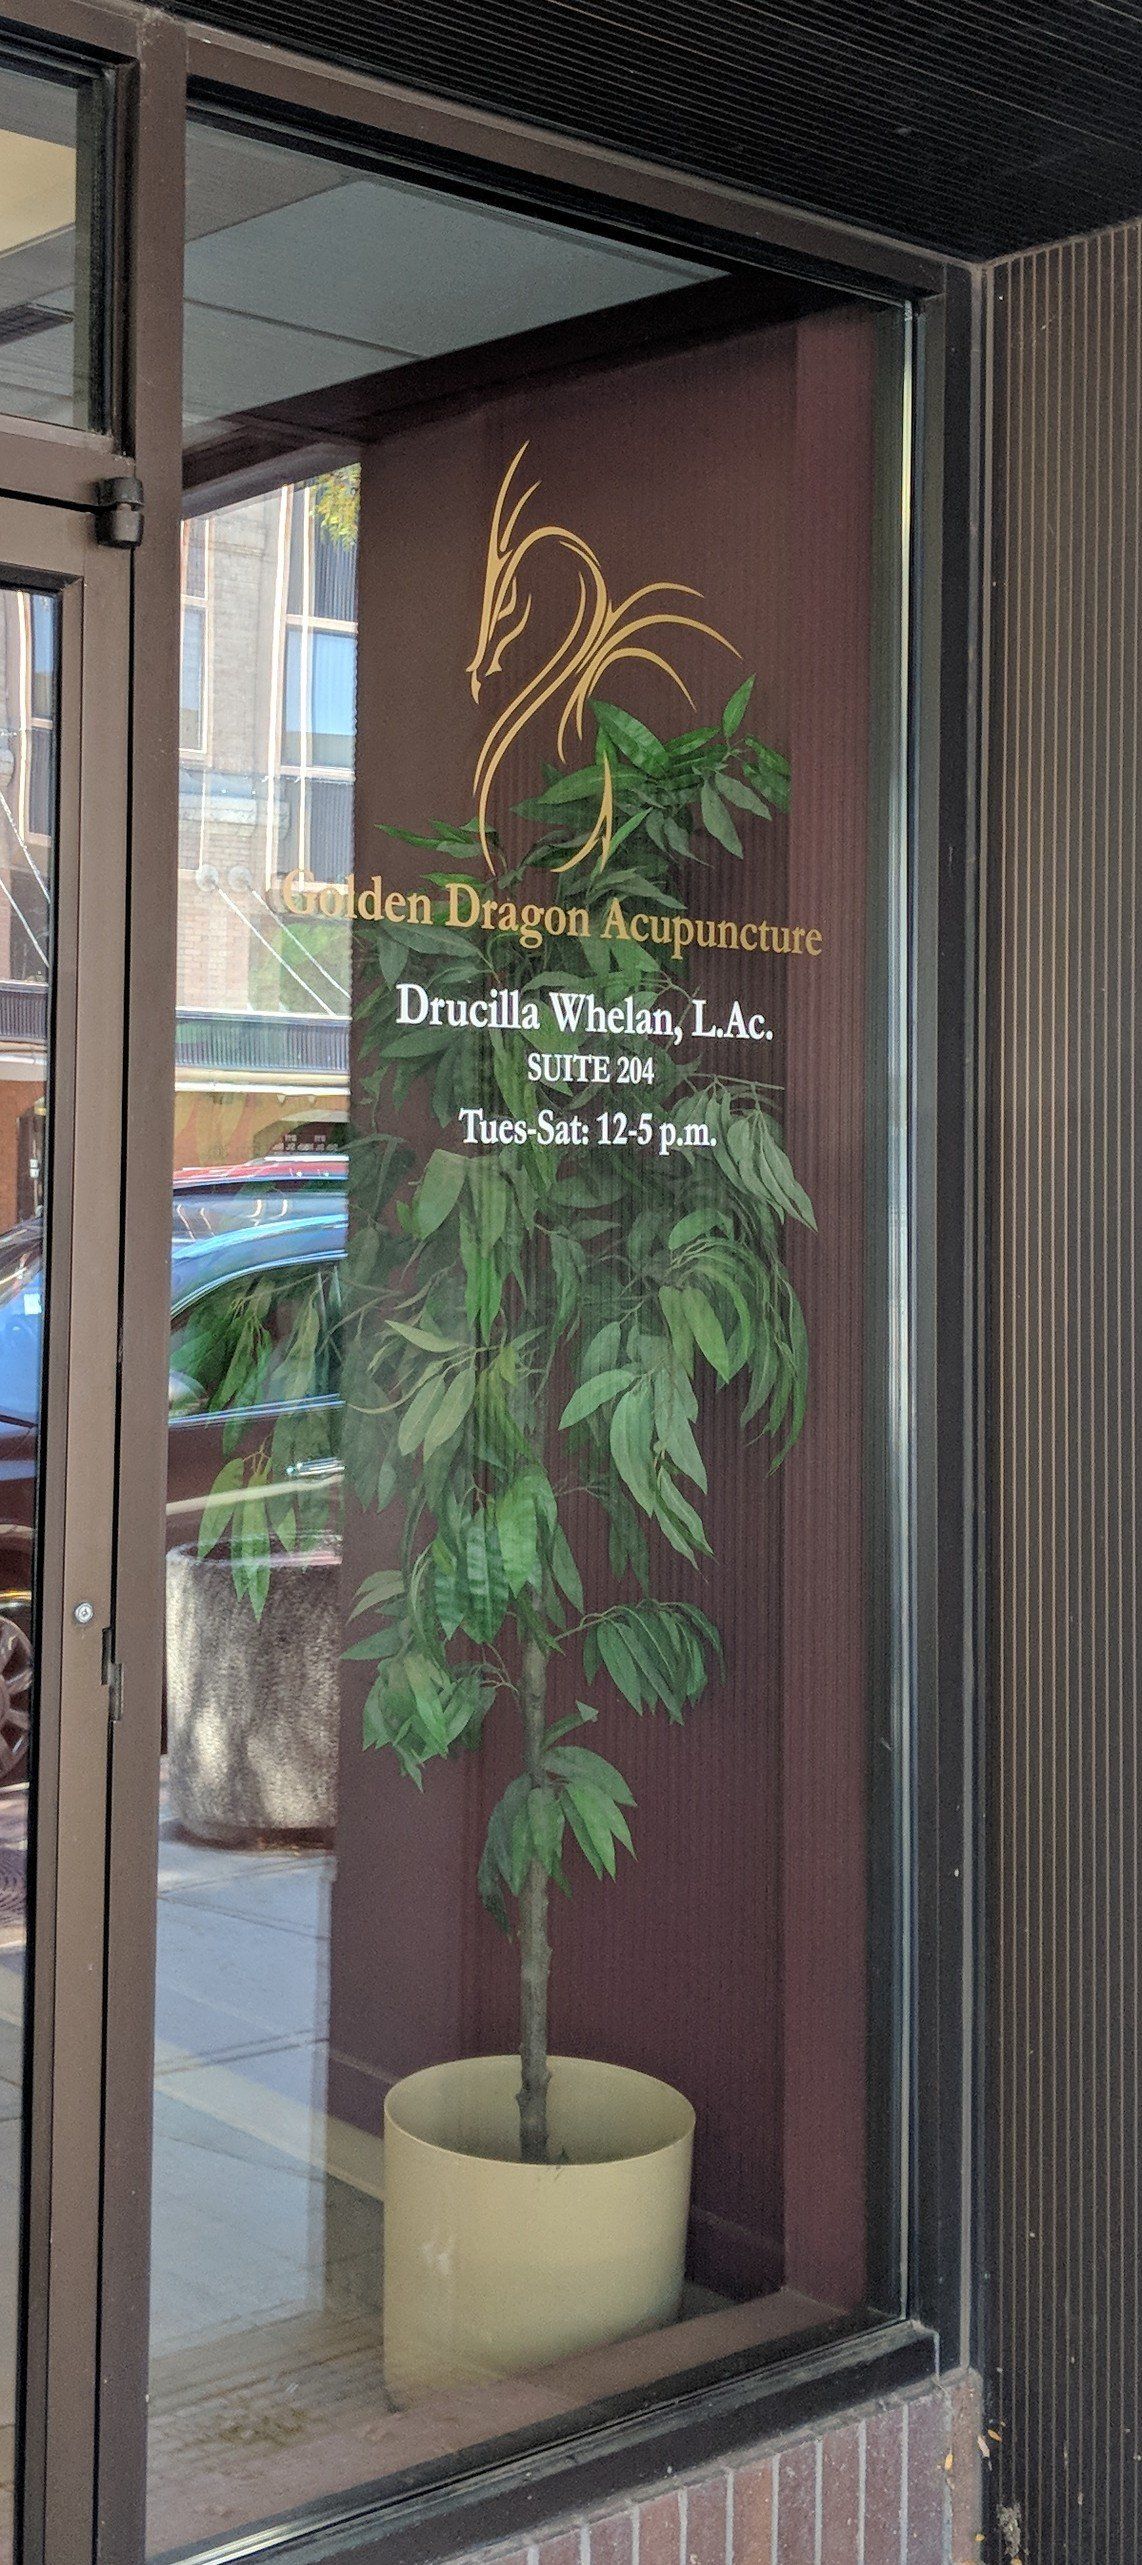 Golden Dragon Acupuncture
Drucilla Whelan, L.Ac.
SUITE 204
Tues-Sat: 12-5 p.m.